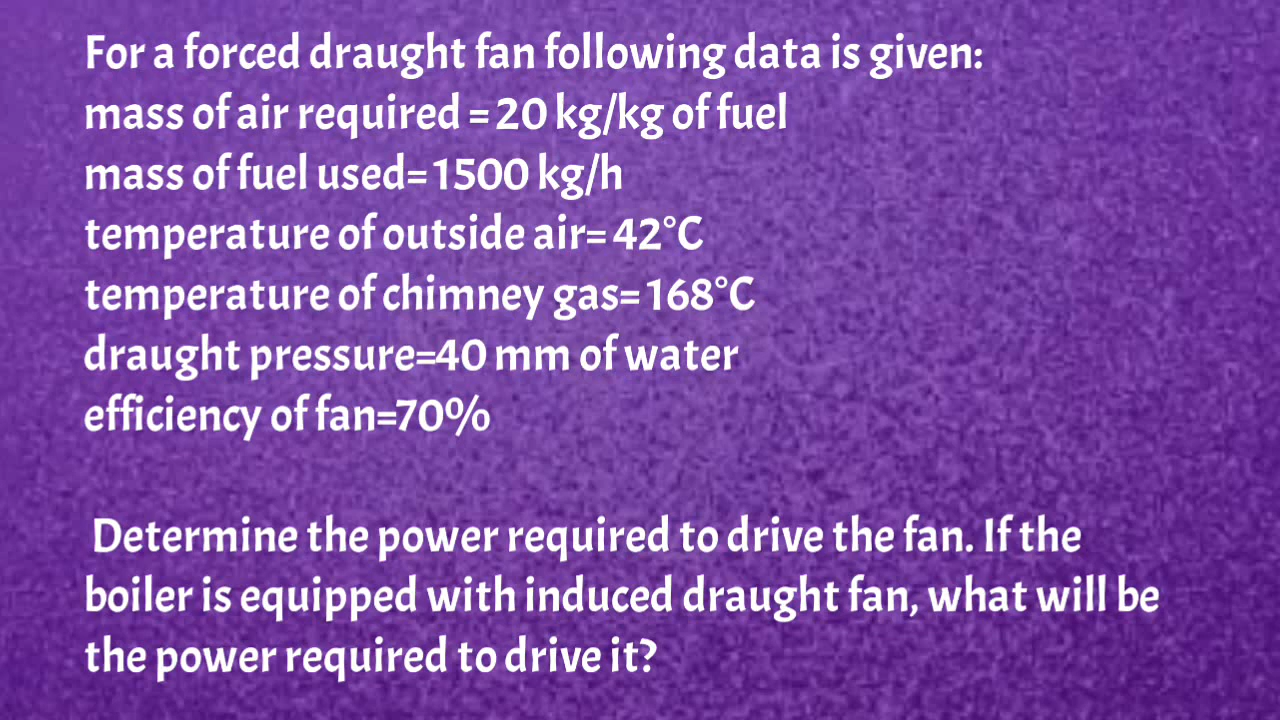 For a forced draught fan following data is given:
mass of air required = 20 kg/kg of fuel
mass of fuel used= 1500 kg/h
temperature of outside air= 42°C
temperature of chimney gas= 168°C
draught pressure=40 mm of water
efficiency of fan=70%
Determine the power required to drive the fan. If the
boiler is equipped with induced draught fan, what will be
the power required to drive it?